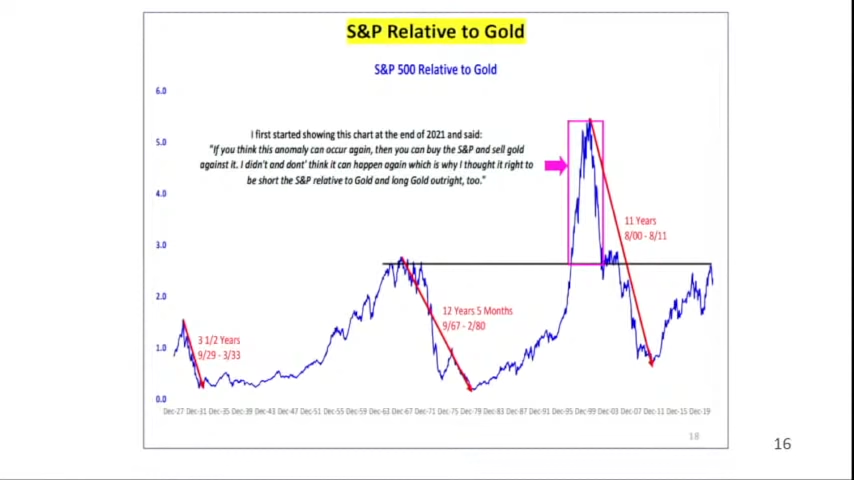 S&P Relative to Gold
S&P 500 Relative to Gold
6.0
I first started showing this chart at the end of 2021 and said:
5.0
"If you think this anomaly can occur again, then you can buy the S&P and sell gold
against it. I didn't and dont' think it can happen again which is why I thought it right to
be short the S&P relative to Gold and long Gold outright, too."
4.0
11 Years
8/00 - 8/11
3.0
2.0
12 Years 5 Months
9/67 - 2/80
3 1/2 Years
9/29 - 3/33
1.0
0.0
Dec-27 Dec-31 Dec-35 Dec-39 Dec-43 Dec-47 Dec-51 Dec-55 Dec-59 Dec-63 Dec-67 Dec-71 Dec-75 Dec-79 Dec-83 Dec-87 Dec-91 Dec-95 Dec-99 Dec-03 Dec-07 Dec-11 Dec-15 Dec-19
18
16